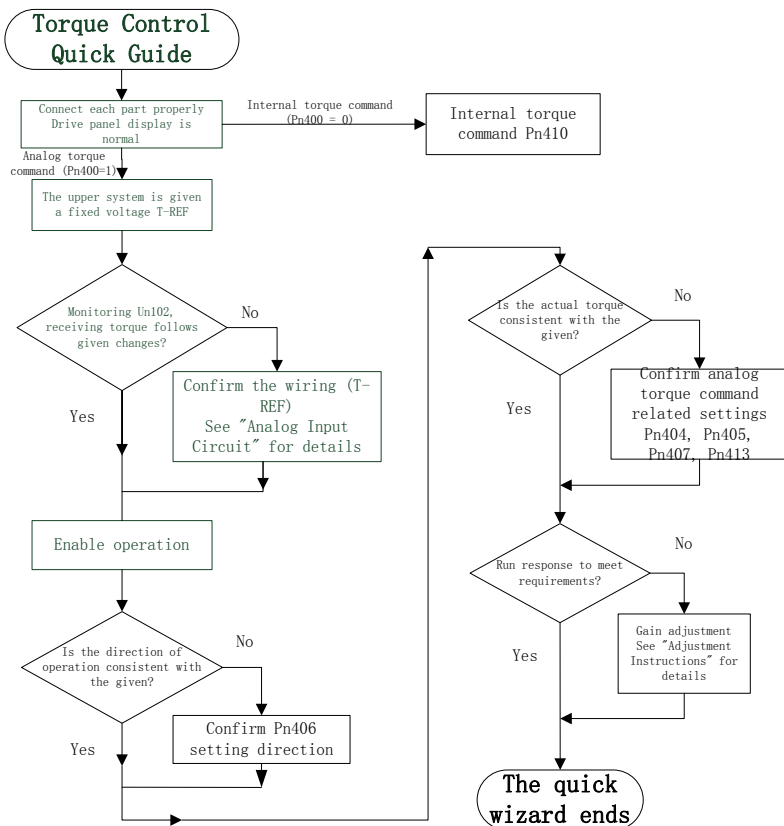 Torque Control
Quick Guide
Connect each part properly
Drive panel display is
normal
Internal torque command
(Pn400 = 0)
Internal torque
command Pn410
Analog torque
command (Pn400=1)
The upper system is given
a fixed voltage T-REF
Monitoring Un102,
receiving torque follows
given changes?
No
Yes
Confirm the wiring (T-
REF)
See "Analog Input
Circuit" for details
Enable operation
Is the direction of
operation consistent with
the given?
No
Yes
Confirm Pn406
setting direction
Is the actual torque
consistent with the
given?
No
Yes
Confirm analog
torque command
related settings
Pn404, Pn405,
Pn407, Pn413
Run response to meet
requirements?
No
Yes
Gain adjustment
See "Adjustment
Instructions" for
details
The quick
wizard ends